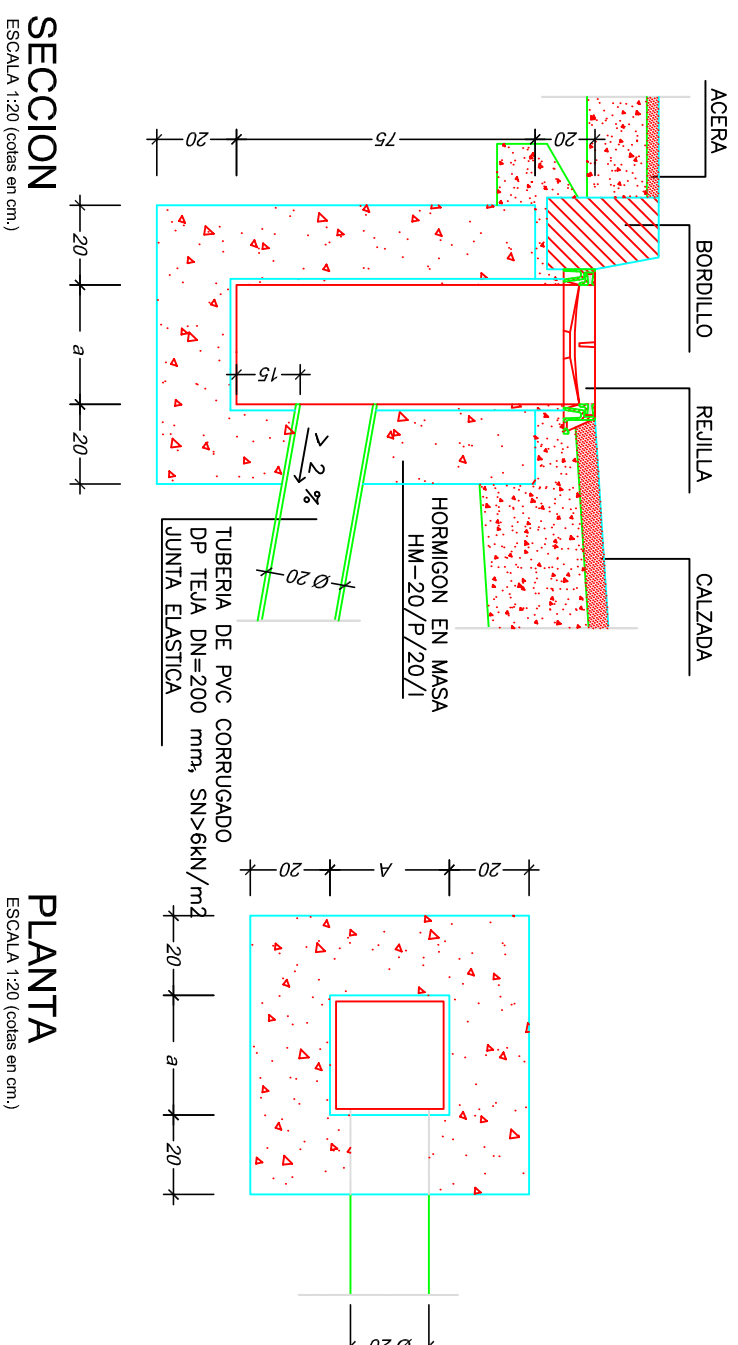 ACERA
BORDILLO
REJILLA
CALZADA
20
75
20
15
> 2 %
Ø 20
HORMIGON EN MASA
HM-20/P/20/I
TUBERIA DE PVC CORRUGADO
DP TEJA DN=200 mm, SN>6kN/m2
JUNTA ELASTICA
20
a
20
SECCION
ESCALA 1:20 (cotas en cm.)
20
A
20
Ø 20
20
a
20
PLANTA
ESCALA 1:20 (cotas en cm.)